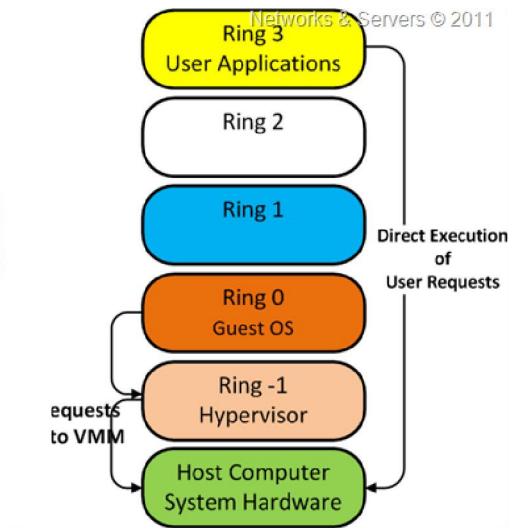 Networks & Servers © 2011
Ring 3
User Applications
Ring 2
Ring 1
Direct Execution
of
User Requests
Ring 0
Guest OS
Ring -1
Hypervisor
equests
to VMM
Host Computer
System Hardware